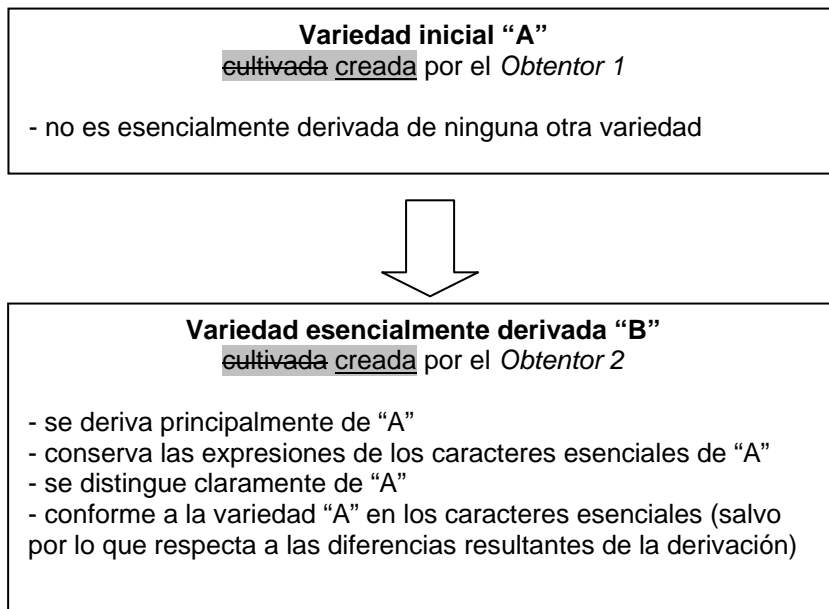 Variedad inicial “A”
cultivada creada por el Obtentor 1
- no es esencialmente derivada de ninguna otra variedad
Variedad esencialmente derivada “B”
cultivada creada por el Obtentor 2
- se deriva principalmente de “A”
- conserva las expresiones de los caracteres esenciales de “A”
- se distingue claramente de “A”
- conforme a la variedad “A” en los caracteres esenciales (salvo
por lo que respecta a las diferencias resultantes de la derivación)